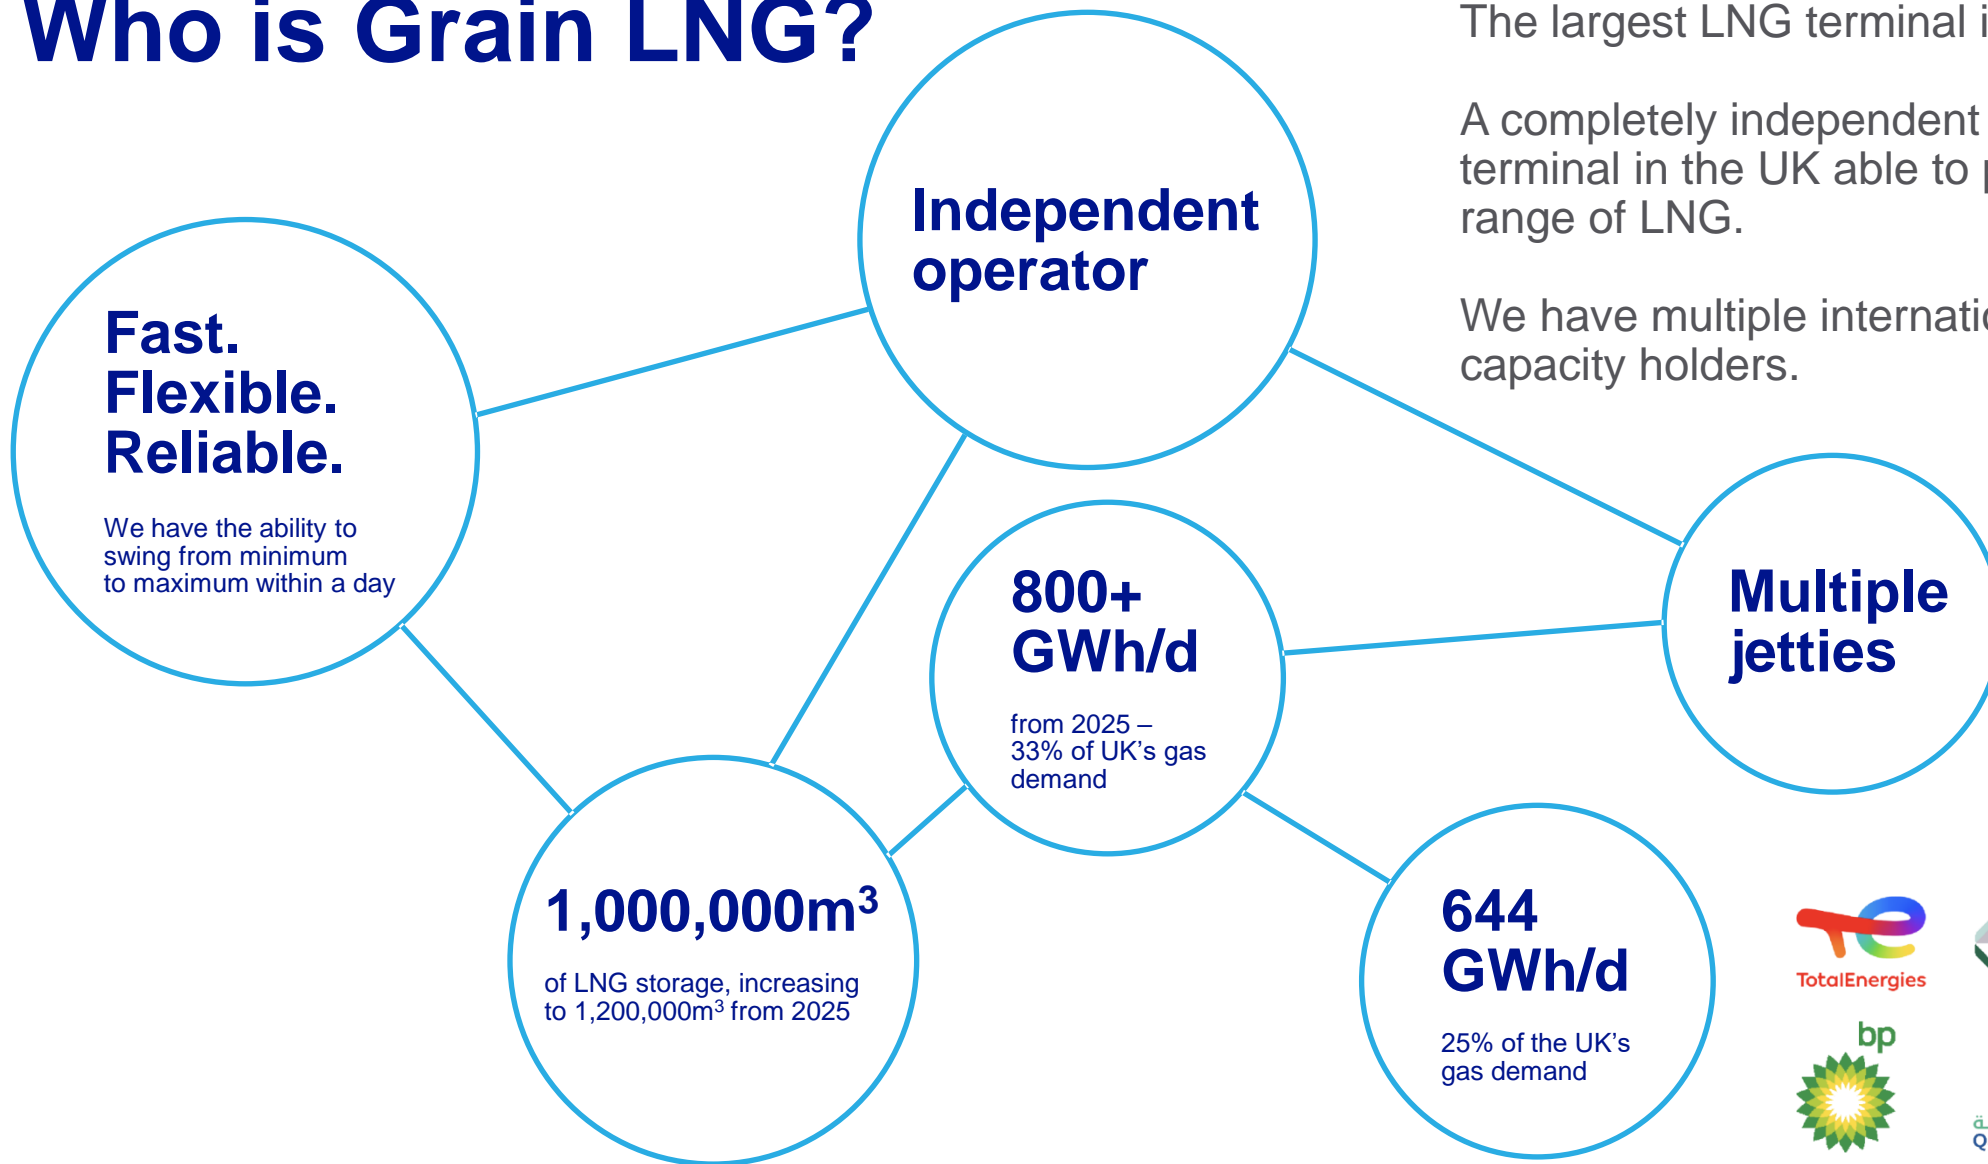 Who is Grain LNG?
The largest LNG terminal
A completely independent
terminal in the UK able to
range of LNG.
We have multiple
capacity holders.
Independent
operator
Fast.
Flexible.
Reliable.
We have the ability to
swing from minimum
to maximum within a day
800+
GWh/d
from 2025 –
33% of UK’s gas
demand
Multiple
jetties
1,000,000m³
of LNG storage, increasing
to 1,200,000m³ from 2025
644
GWh/d
25% of the UK’s
gas demand
TotalEnergies
bp